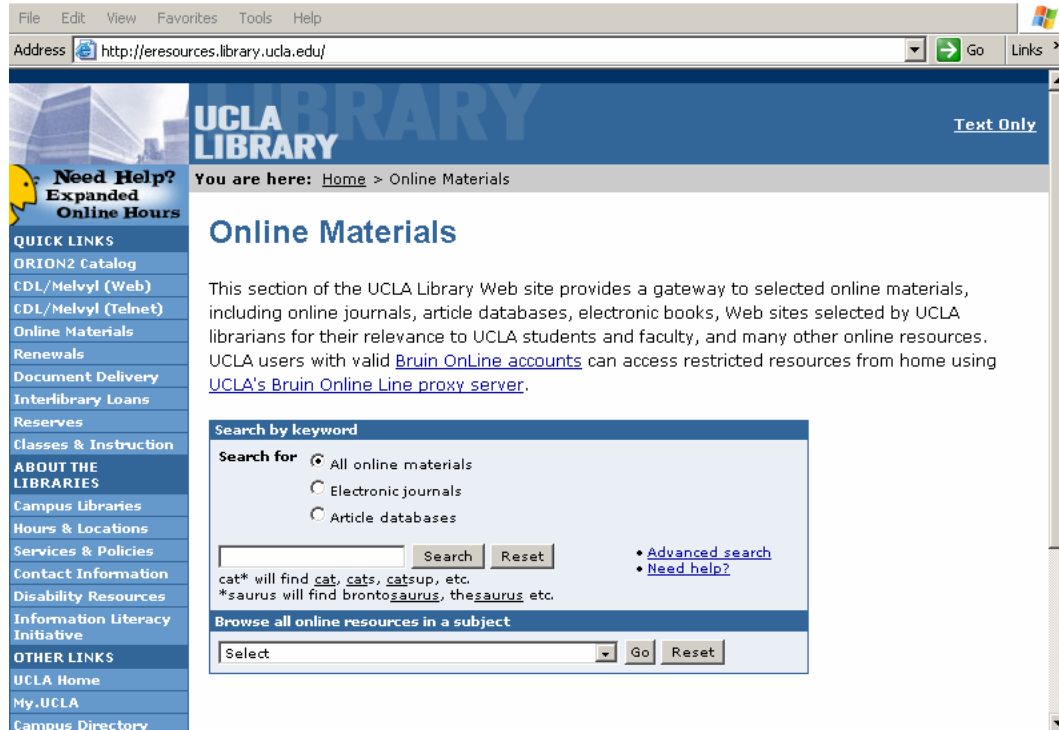 File Edit View Favorites Tools Help
Address http://eresources.library.ucla.edu/ Go Links
LIBRARY
UCLA
LIBRARY
Text Only
Need Help?
Expanded
Online Hours
You are here: Home > Online Materials
QUICK LINKS
ORION2 Catalog
CDL/Melvyl (Web)
CDL/Melvyl (Telnet)
Online Materials
Renewals
Document Delivery
Interlibrary Loans
Reserves
Classes & Instruction
ABOUT THE
LIBRARIES
Campus Libraries
Hours & Locations
Services & Policies
Contact Information
Disability Resources
Information Literacy
Initiative
OTHER LINKS
UCLA Home
My.UCLA
Campus Directory
Online Materials
This section of the UCLA Library Web site provides a gateway to selected online materials,
including online journals, article databases, electronic books, Web sites selected by UCLA
librarians for their relevance to UCLA students and faculty, and many other online resources.
UCLA users with valid Bruin OnLine accounts can access restricted resources from home using
UCLA's Bruin Online Line proxy server.
Search by keyword
Search for All online materials
Electronic journals
Article databases
Search Reset
• Advanced search
• Need help?
cat* will find cat, cats, catsup, etc.
*saurus will find brontosaurus, thesaurus etc.
Browse all online resources in a subject
Select Go Reset